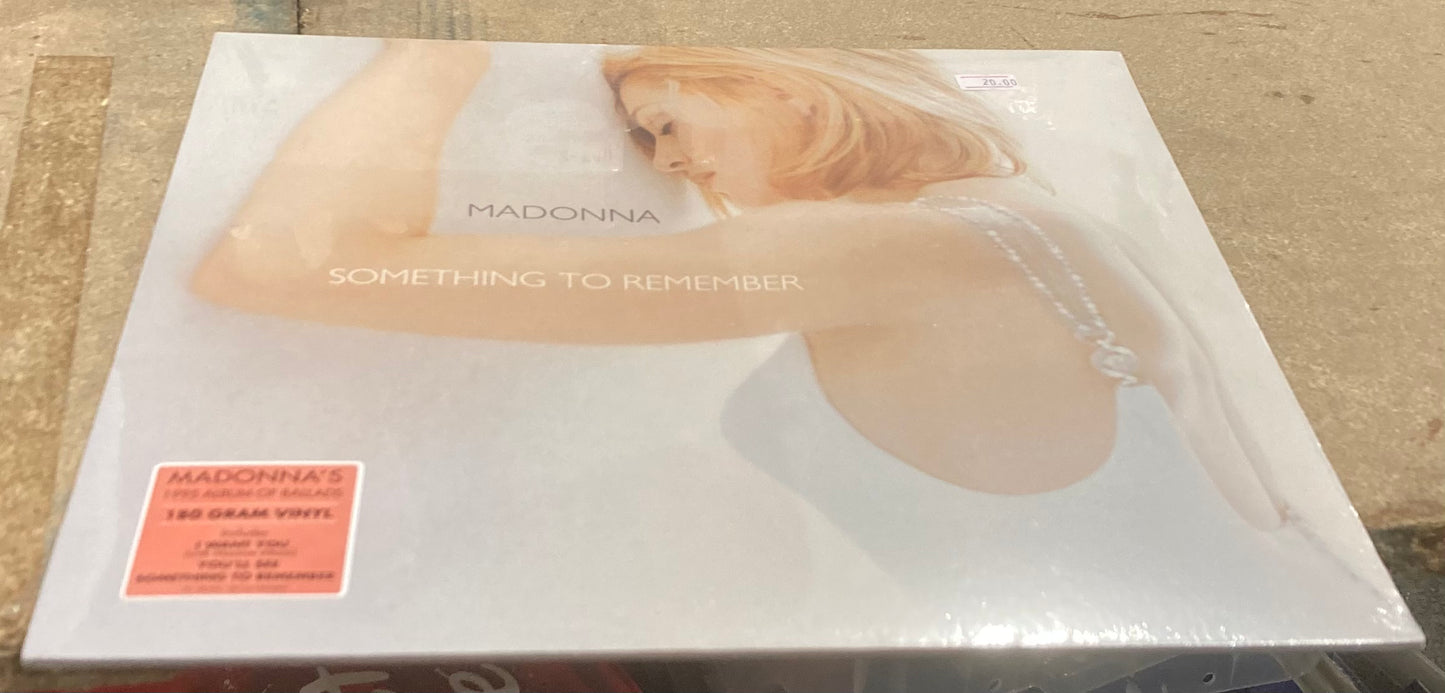 20.00
MADONNA
SOMETHING TO REMEMBER
MADONNA'S
1995 ALBUM OF BALLADS
180 GRAM VINYL
Includes
I WANT YOU
YOU'LL SEE
SOMETHING TO REMEMBER